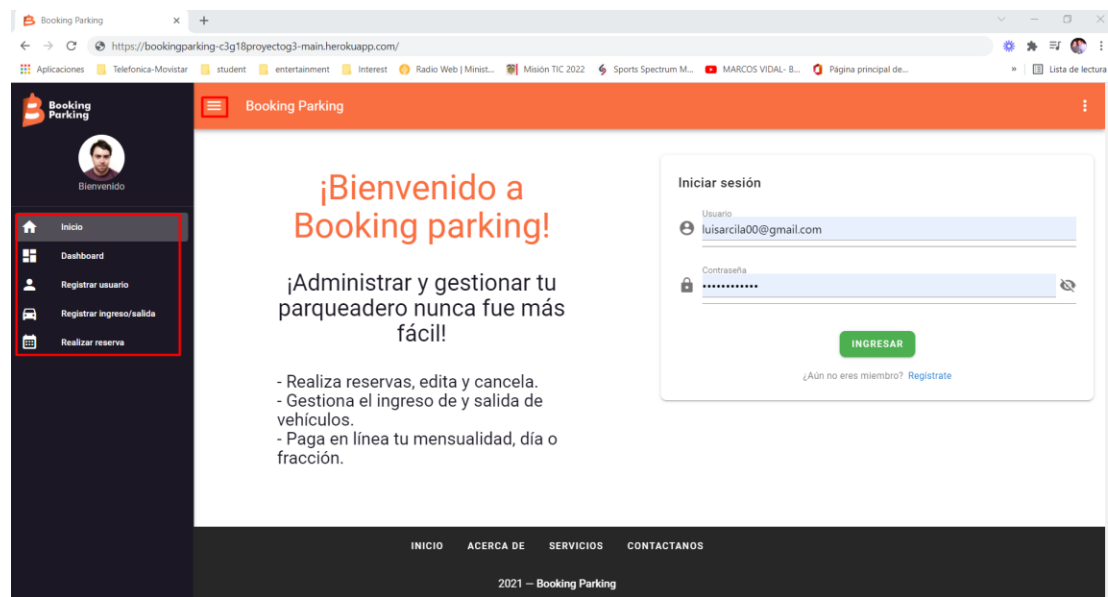 Booking Parking
https://bookingparking-c3g18proyectog3-main.herokuapp.com/
Aplicaciones Telefonica-Movistar student entertainment Interest Radio Web | Minist... Misión TIC 2022 Sports Spectrum M... MARCOS VIDAL- B... Página principal de... » Lista de lectura
Booking
Parking
Bienvenido
Inicio
Dashboard
Registrar usuario
Registrar ingreso/salida
Realizar reserva
Booking Parking
¡Bienvenido a
Booking parking!
¡Administrar y gestionar tu
parqueadero nunca fue más
fácil!
- Realiza reservas, edita y cancela.
- Gestiona el ingreso de y salida de
vehículos.
- Paga en línea tu mensualidad, día o
fracción.
Iniciar sesión
Usuario
luisarcila00@gmail.com
Contraseña
••••••••••••
INGRESAR
¿Aún no eres miembro? Registrate
INICIO ACERCA DE SERVICIOS CONTACTANOS
2021 — Booking Parking